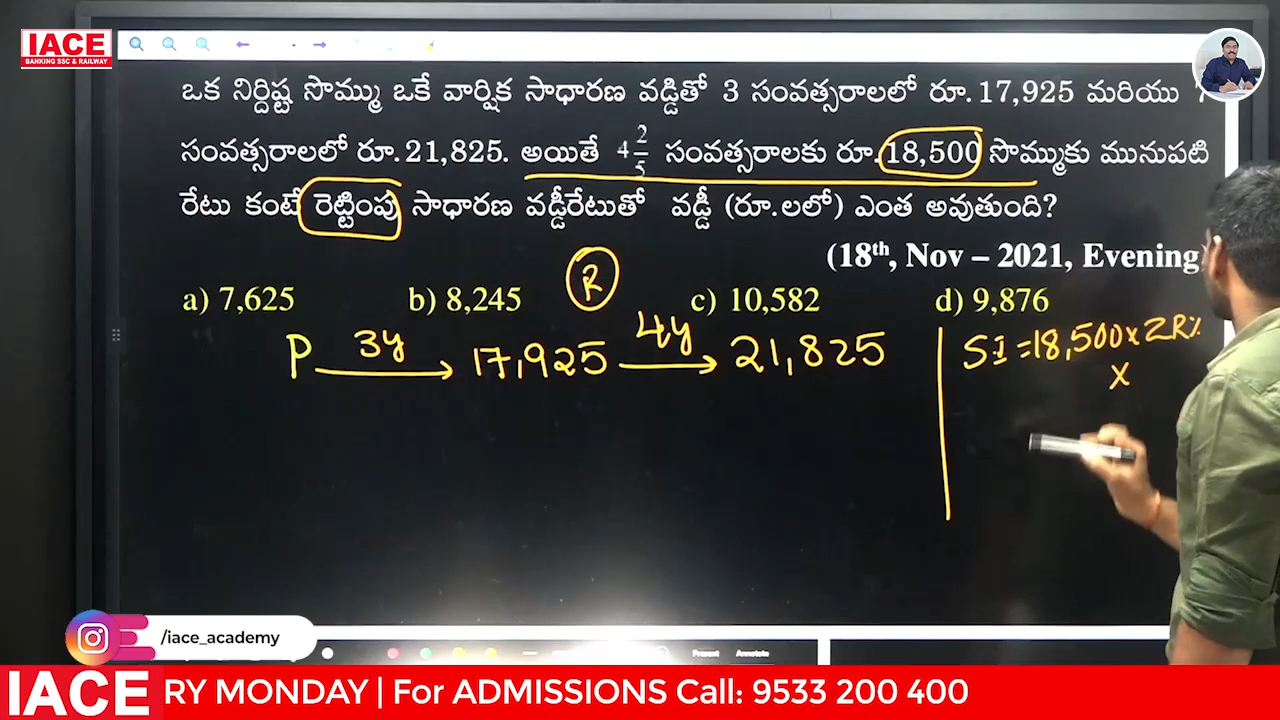 IACE
BANKING SSC & RAILWAY
ఒక నిర్దిష్ట సొమ్ము ఒకే వార్షిక సాధారణ వడ్డీతో 3 సంవత్సరాలలో రూ.17,925 మరియు
సంవత్సరాలలో రూ.21,825. అయితే 4 2/5 సంవత్సరాలకు రూ.18,500 సొమ్ముకు మునుపటి
రేటు కంటే రెట్టింపు సాధారణ వడ్డీరేటుతో వడ్డీ (రూ.లలో) ఎంత అవుతుంది?
(18th, Nov – 2021, Evening)
a) 7,625 b) 8,245 c) 10,582 d) 9,876
R
P 3y 17,925 4y 21,825
SI = 18,500 x 2R%
x
/iace_academy
Present Annotate
IACE RY MONDAY | For ADMISSIONS Call: 9533 200 400